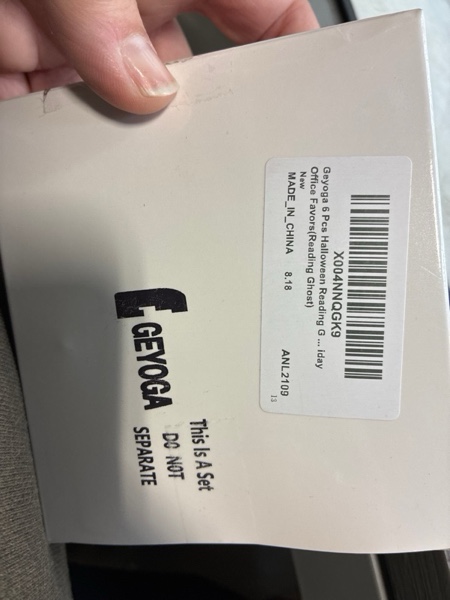 X004NNQGK9
Geyoga 6 Pcs Halloween Reading G ... iday
Office Favors(Reading Ghost)
New
MADE_IN_CHINA 8.18 ANL2109
13
GEYOGA
This Is A Set
DO NOT
SEPARATE